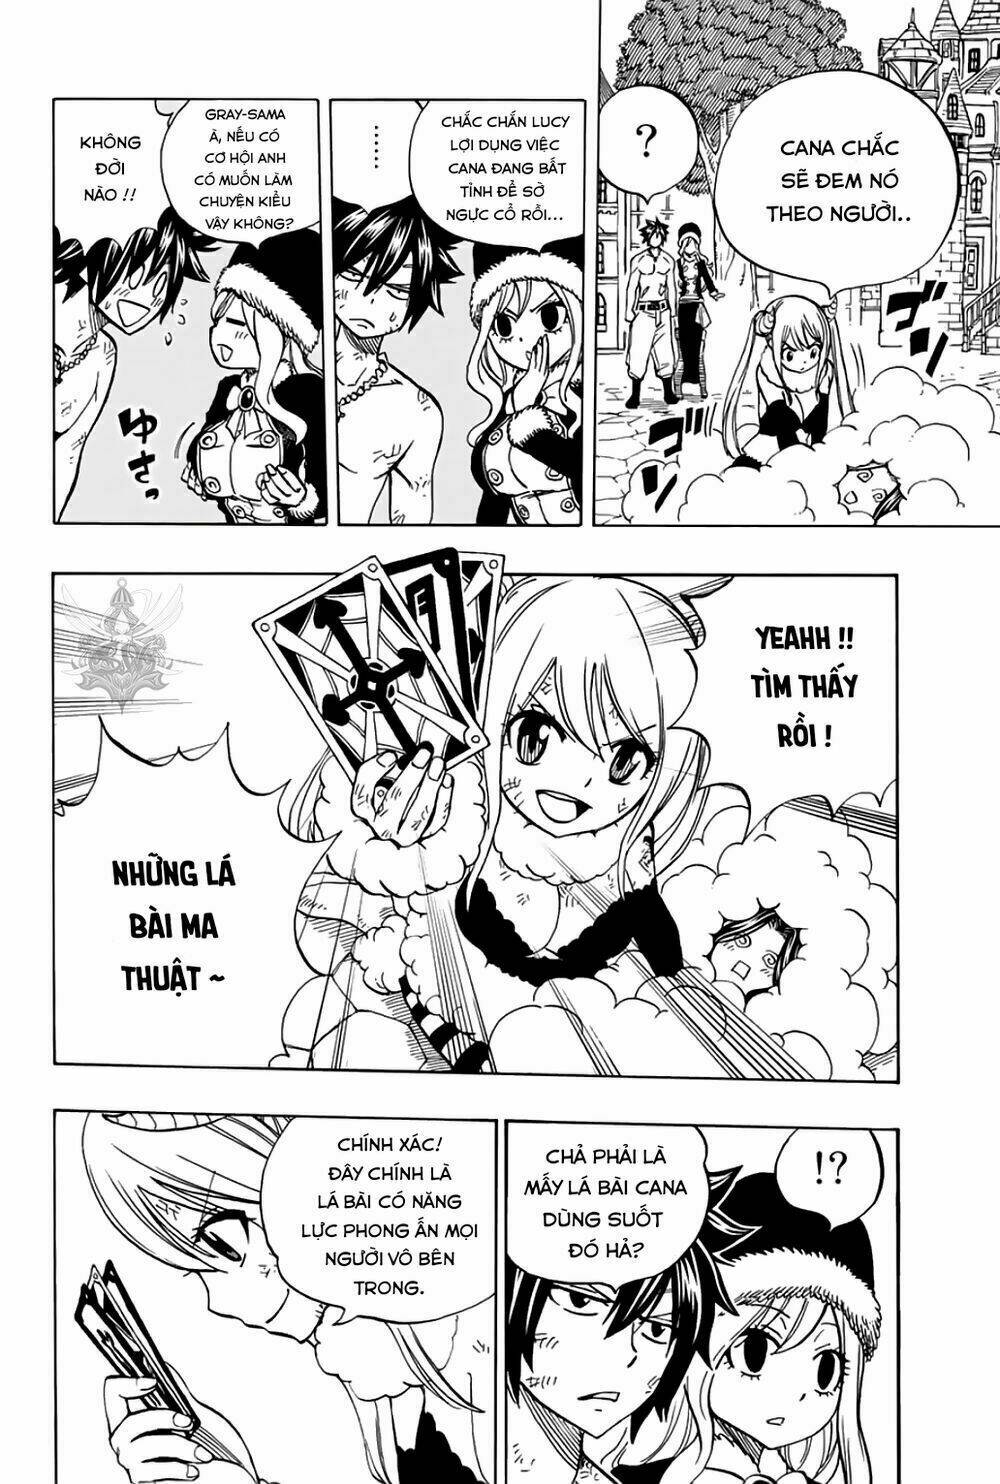 ?
CANA CHẮC
SẼ ĐEM NÓ
THEO NGƯỜI..
CHẮC CHẮN LUCY
LỢI DỤNG VIỆC
CANA ĐANG BẤT
TỈNH ĐỂ SỜ
NGỰC CỔ RỒI...
......
GRAY-SAMA
À, NẾU CÓ
CƠ HỘI ANH
CÓ MUỐN LÀM
CHUYỆN KIỂU
VẬY KHÔNG?
KHÔNG
ĐỜI
NÀO !!
ゆさっ
YEAHH !!
TÌM THẤY
RỒI !
NHỮNG LÁ
BÀI MA
THUẬT ~
!?
CHẢ PHẢI LÀ
MẤY LÁ BÀI CANA
DÙNG SUỐT
ĐÓ HẢ?
CHÍNH XÁC!
ĐÂY CHÍNH LÀ
LÁ BÀI CÓ NĂNG
LỰC PHONG ẤN MỌI
NGƯỜI VÔ BÊN
TRONG.